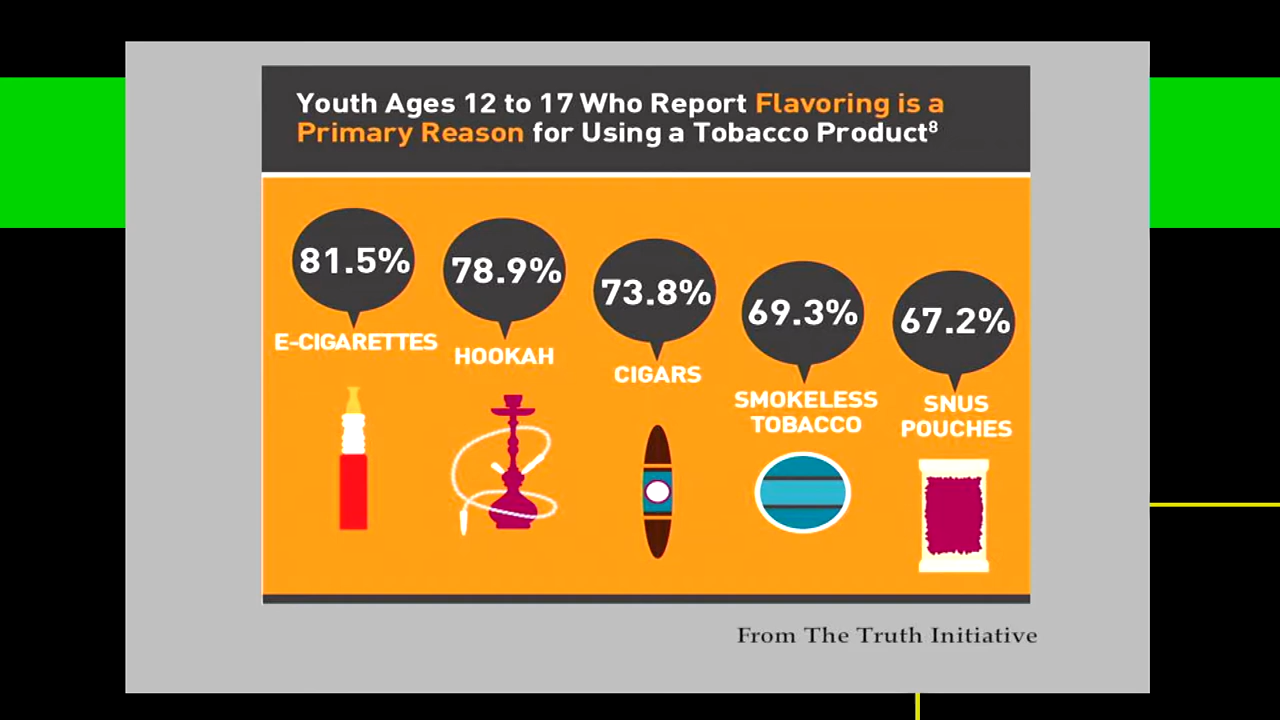 Youth Ages 12 to 17 Who Report Flavoring is a
Primary Reason for Using a Tobacco Product⁸
81.5%
E-CIGARETTES
78.9%
HOOKAH
73.8%
CIGARS
69.3%
SMOKELESS
TOBACCO
67.2%
SNUS
POUCHES
From The Truth Initiative